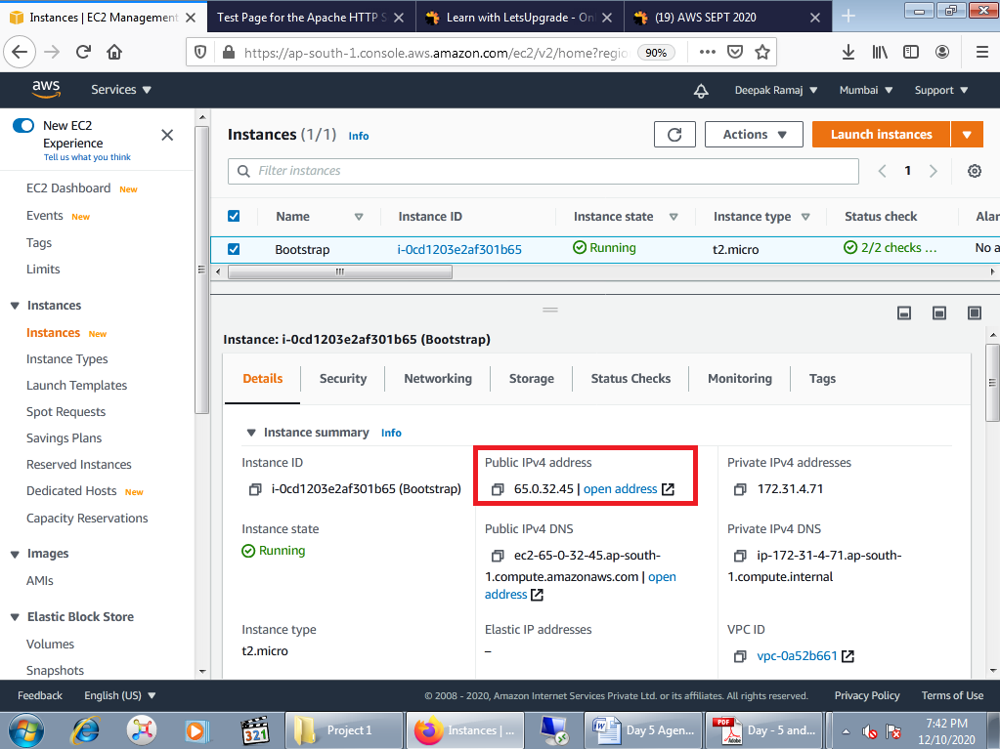 Instances | EC2 Management
Test Page for the Apache HTTP S
Learn with LetsUpgrade - Onl
(19) AWS SEPT 2020
https://ap-south-1.console.aws.amazon.com/ec2/v2/home?regio
90%
aws
Services
Deepak Ramaj
Mumbai
Support
New EC2
Experience
Tell us what you think
EC2 Dashboard New
Events New
Tags
Limits
Instances
Instances New
Instance Types
Launch Templates
Spot Requests
Savings Plans
Reserved Instances
Dedicated Hosts New
Capacity Reservations
Images
AMIs
Elastic Block Store
Volumes
Snapshots
Instances (1/1) Info
Actions
Launch instances
Filter instances
1
Name Instance ID Instance state Instance type Status check Alar
Bootstrap i-0cd1203e2af301b65 Running t2.micro 2/2 checks ... No a
Instance: i-0cd1203e2af301b65 (Bootstrap)
Details Security Networking Storage Status Checks Monitoring Tags
Instance summary Info
Instance ID
i-0cd1203e2af301b65 (Bootstrap)
Public IPv4 address
65.0.32.45 | open address
Private IPv4 addresses
172.31.4.71
Instance state
Running
Public IPv4 DNS
ec2-65-0-32-45.ap-south-
1.compute.amazonaws.com | open
address
Private IPv4 DNS
ip-172-31-4-71.ap-south-
1.compute.internal
Instance type
t2.micro
Elastic IP addresses
–
VPC ID
vpc-0a52b661
Feedback
English (US)
© 2008 - 2020, Amazon Internet Services Private Ltd. or its affiliates. All rights reserved.
Privacy Policy
Terms of Use
321
Project 1
Instances | ...
Day 5 Agen...
PDF
Adobe
Day - 5 and...
7:42 PM
12/10/2020